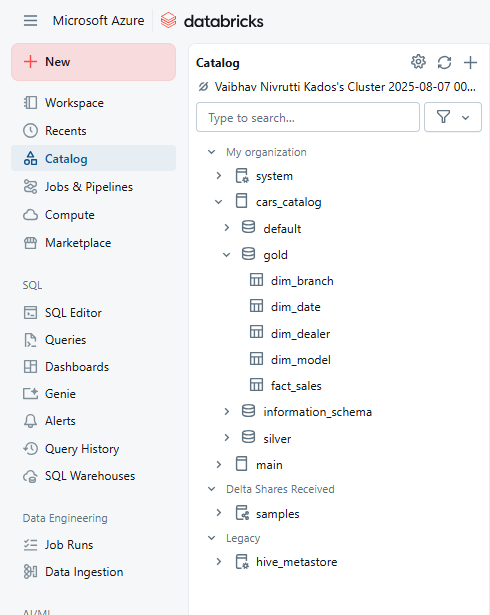 Microsoft Azure databricks
New
Workspace
Recents
Catalog
Jobs & Pipelines
Compute
Marketplace
SQL
SQL Editor
Queries
Dashboards
Genie
Alerts
Query History
SQL Warehouses
Data Engineering
Job Runs
Data Ingestion
AI/ML
Catalog
Vaibhav Nivrutti Kados's Cluster 2025-08-07 00...
Type to search...
My organization
system
cars_catalog
default
gold
dim_branch
dim_date
dim_dealer
dim_model
fact_sales
information_schema
silver
main
Delta Shares Received
samples
Legacy
hive_metastore